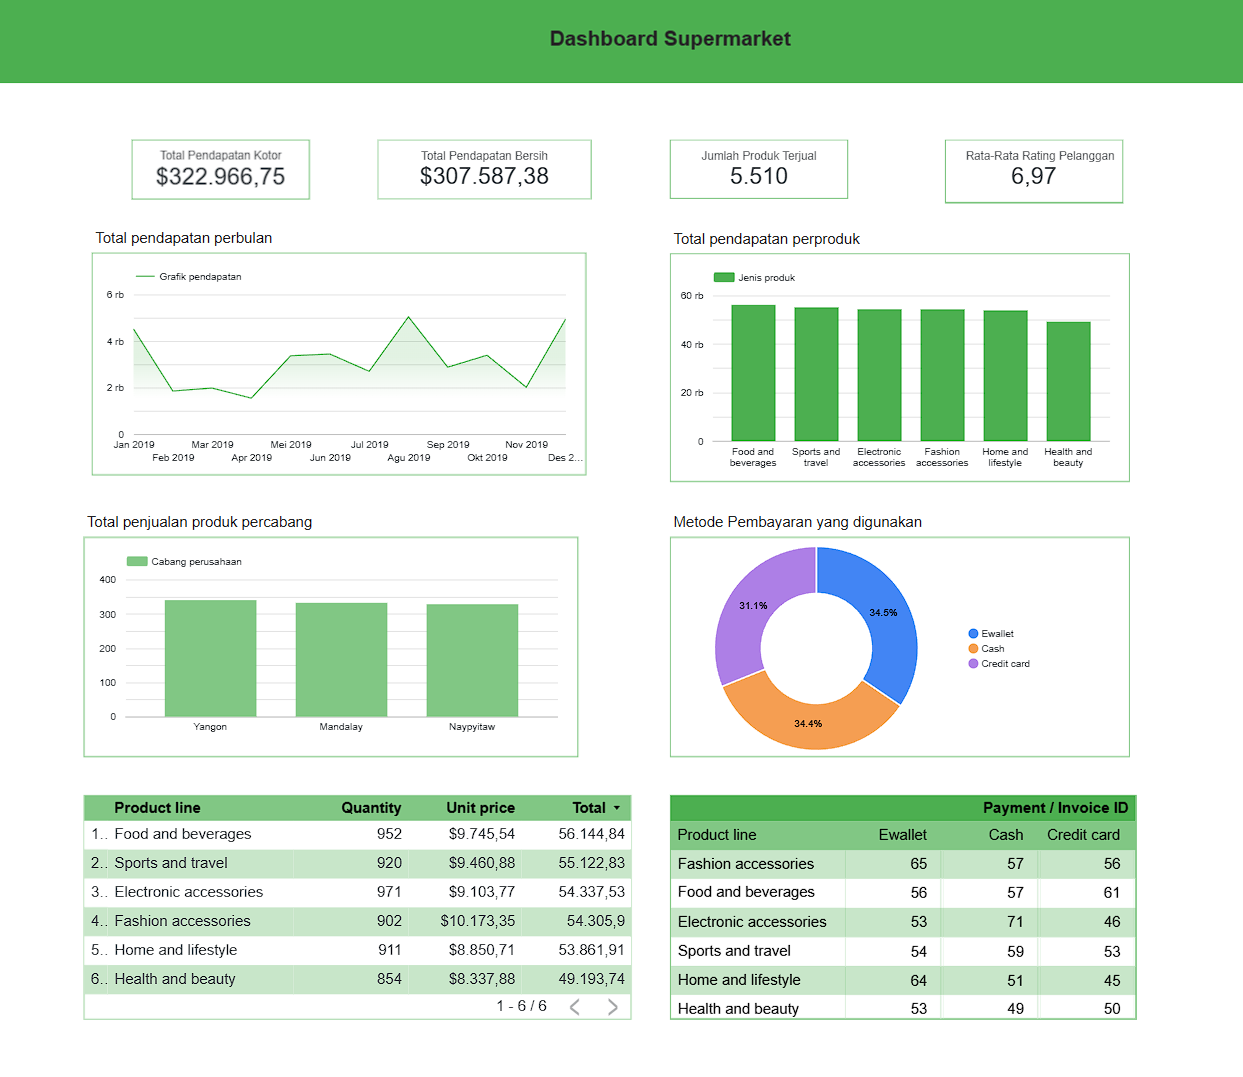 Dashboard Supermarket
Total Pendapatan Kotor
$322.966,75
Total Pendapatan Bersih
$307.587,38
Jumlah Produk Terjual
5.510
Rata-Rata Rating Pelanggan
6,97
Total pendapatan perbulan
Grafik pendapatan
6 rb
4 rb
2 rb
0
Jan 2019
Feb 2019
Mar 2019
Apr 2019
Mei 2019
Jun 2019
Jul 2019
Agu 2019
Sep 2019
Okt 2019
Nov 2019
Des 2...
Total pendapatan perproduk
Jenis produk
60 rb
40 rb
20 rb
0
Food and beverages
Sports and travel
Electronic accessories
Fashion accessories
Home and lifestyle
Health and beauty
Total penjualan produk percabang
Cabang perusahaan
400
300
200
100
0
Yangon
Mandalay
Naypyitaw
Metode Pembayaran yang digunakan
31.1%
34.5%
34.4%
Ewallet
Cash
Credit card
Product line Quantity Unit price Total
1.. Food and beverages 952 $9.745,54 56.144,84
2.. Sports and travel 920 $9.460,88 55.122,83
3.. Electronic accessories 971 $9.103,77 54.337,53
4.. Fashion accessories 902 $10.173,35 54.305,9
5.. Home and lifestyle 911 $8.850,71 53.861,91
6.. Health and beauty 854 $8.337,88 49.193,74
1 - 6 / 6
Payment / Invoice ID
Product line Ewallet Cash Credit card
Fashion accessories 65 57 56
Food and beverages 56 57 61
Electronic accessories 53 71 46
Sports and travel 54 59 53
Home and lifestyle 64 51 45
Health and beauty 53 49 50